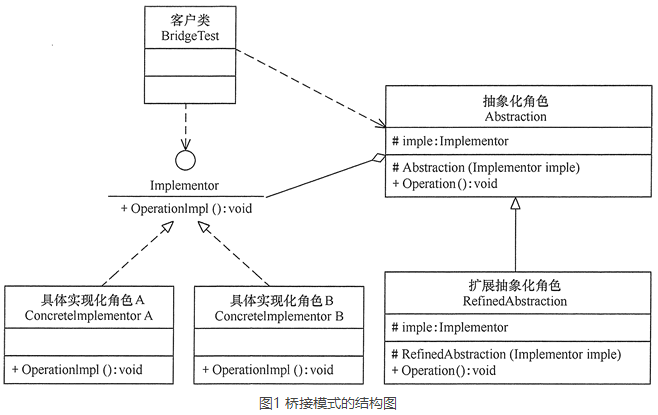 客户类
BridgeTest
抽象化角色
Abstraction
# imple:Implementor
# Abstraction (Implementor imple)
+ Operation():void
Implementor
+ OperationImpl ():void
具体实现化角色A
ConcreteImplementor A
+ OperationImpl ():void
具体实现化角色B
ConcreteImplementor B
+ OperationImpl ():void
扩展抽象化角色
RefinedAbstraction
# imple:Implementor
# RefinedAbstraction (Implementor imple)
+ Operation():void
图1 桥接模式的结构图